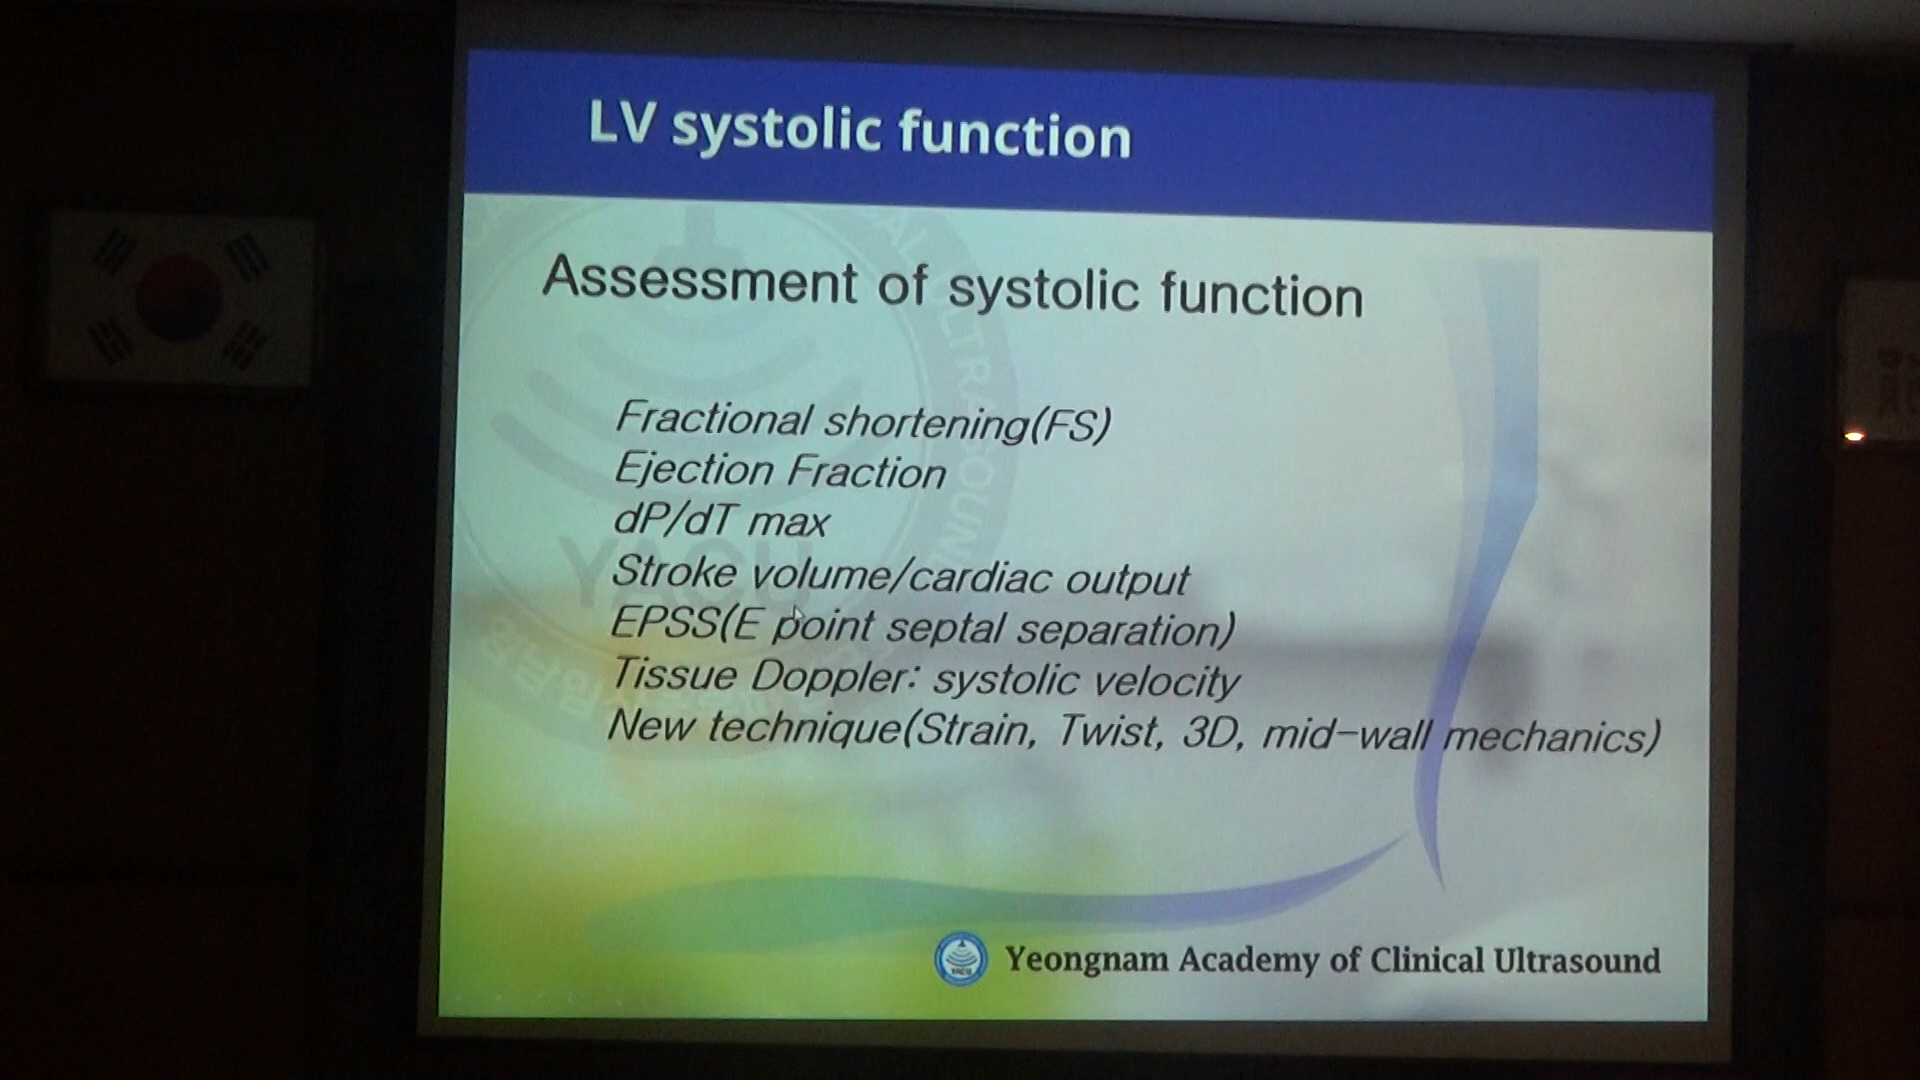 LV systolic function
Assessment of systolic function
Fractional shortening(FS)
Ejection Fraction
dP/dT max
Stroke volume/cardiac output
EPSS(E point septal separation)
Tissue Doppler: systolic velocity
New technique(Strain, Twist, 3D, mid-wall mechanics)
YACU
Yeongnam Academy of Clinical Ultrasound